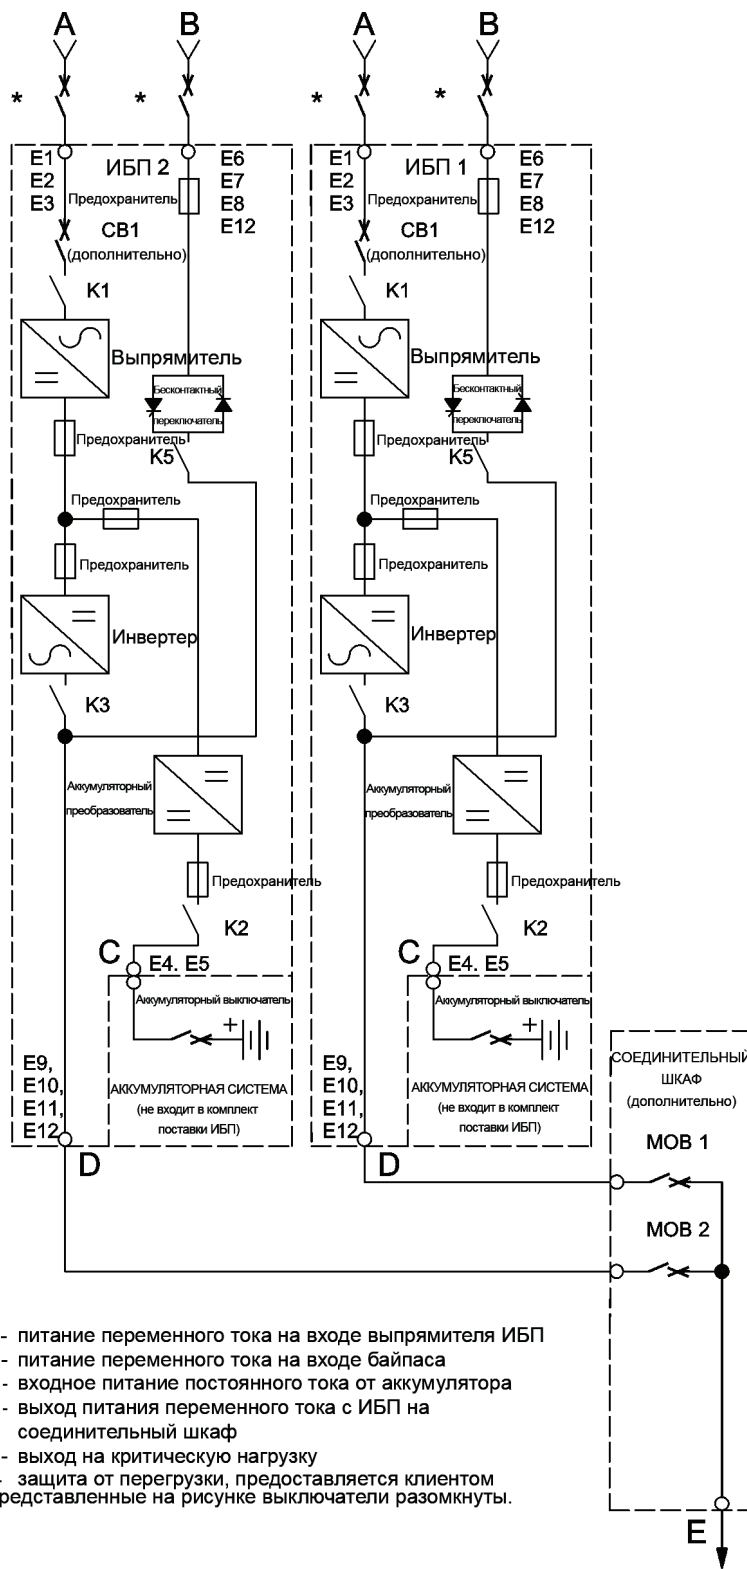 A
B
A
B
*
*
*
*
E1
E2
E3
ИБП 2
E6
E7
E8
E12
Предохранитель
CB1
(дополнительно)
K1
Выпрямитель
Бесконтактный
переключатель
Предохранитель
K5
Предохранитель
Предохранитель
Инвертер
K3
Аккумуляторный
преобразователь
Предохранитель
K2
C
E4. E5
Аккумуляторный выключатель
+
E9,
E10,
E11,
E12
АККУМУЛЯТОРНАЯ СИСТЕМА
(не входит в комплект
поставки ИБП)
D
E1
E2
E3
ИБП 1
E6
E7
E8
E12
Предохранитель
CB1
(дополнительно)
K1
Выпрямитель
Бесконтактный
переключатель
Предохранитель
K5
Предохранитель
Предохранитель
Инвертер
K3
Аккумуляторный
преобразователь
Предохранитель
K2
C
E4. E5
Аккумуляторный выключатель
+
E9,
E10,
E11,
E12
АККУМУЛЯТОРНАЯ СИСТЕМА
(не входит в комплект
поставки ИБП)
D
СОЕДИНИТЕЛЬНЫЙ
ШКАФ
(дополнительно)
МОВ 1
МОВ 2
E
- питание переменного тока на входе выпрямителя ИБП
- питание переменного тока на входе байпаса
- входное питание постоянного тока от аккумулятора
- выход питания переменного тока с ИБП на
соединительный шкаф
- выход на критическую нагрузку
- защита от перегрузки, предоставляется клиентом
редставленные на рисунке выключатели разомкнуты.